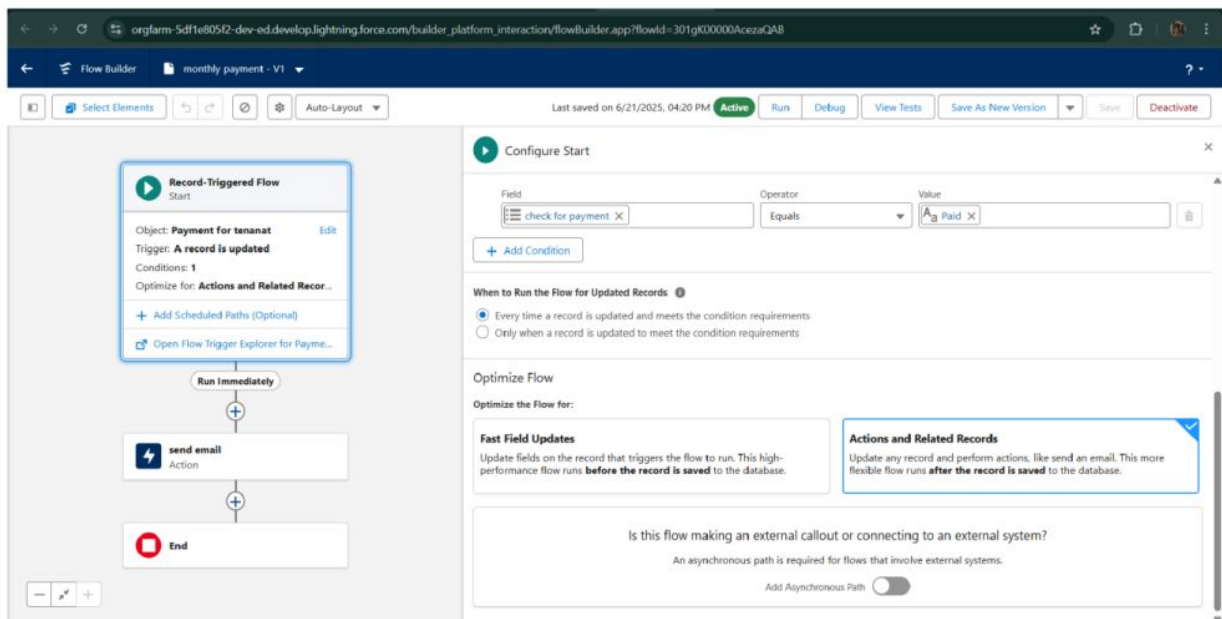 orgfarm-5df1e805f2-dev-ed.develop.lightning.force.com/builder_platform_interaction/flowBuilder.app?flowId=301gK00000AcezaQAB
Flow Builder monthly payment - V1 ?
Select Elements Auto-Layout Last saved on 6/21/2025, 04:20 PM Active Run Debug View Tests Save As New Version Save Deactivate
Record-Triggered Flow
Start
Object: Payment for tenanat Edit
Trigger: A record is updated
Conditions: 1
Optimize for: Actions and Related Recor...
+ Add Scheduled Paths (Optional)
Open Flow Trigger Explorer for Payme...
Run Immediately
send email
Action
End
Configure Start
Field Operator Value
check for payment Equals Aa Paid
+ Add Condition
When to Run the Flow for Updated Records
Every time a record is updated and meets the condition requirements
Only when a record is updated to meet the condition requirements
Optimize Flow
Optimize the Flow for:
Fast Field Updates
Update fields on the record that triggers the flow to run. This high-
performance flow runs before the record is saved to the database.
Actions and Related Records
Update any record and perform actions, like send an email. This more
flexible flow runs after the record is saved to the database.
Is this flow making an external callout or connecting to an external system?
An asynchronous path is required for flows that involve external systems.
Add Asynchronous Path